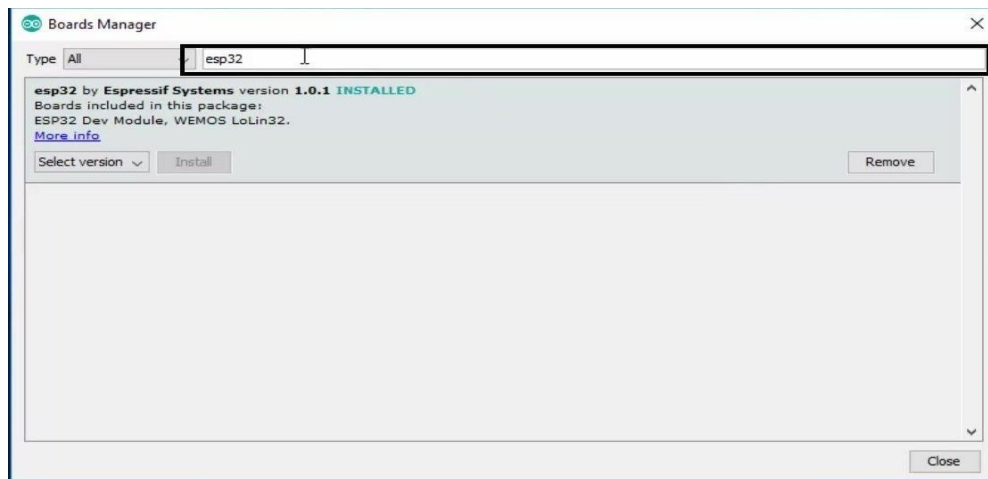 Boards Manager
Type All esp32
esp32 by Espressif Systems version 1.0.1 INSTALLED
Boards included in this package:
ESP32 Dev Module, WEMOS LoLin32.
More info
Select version Install Remove
Close